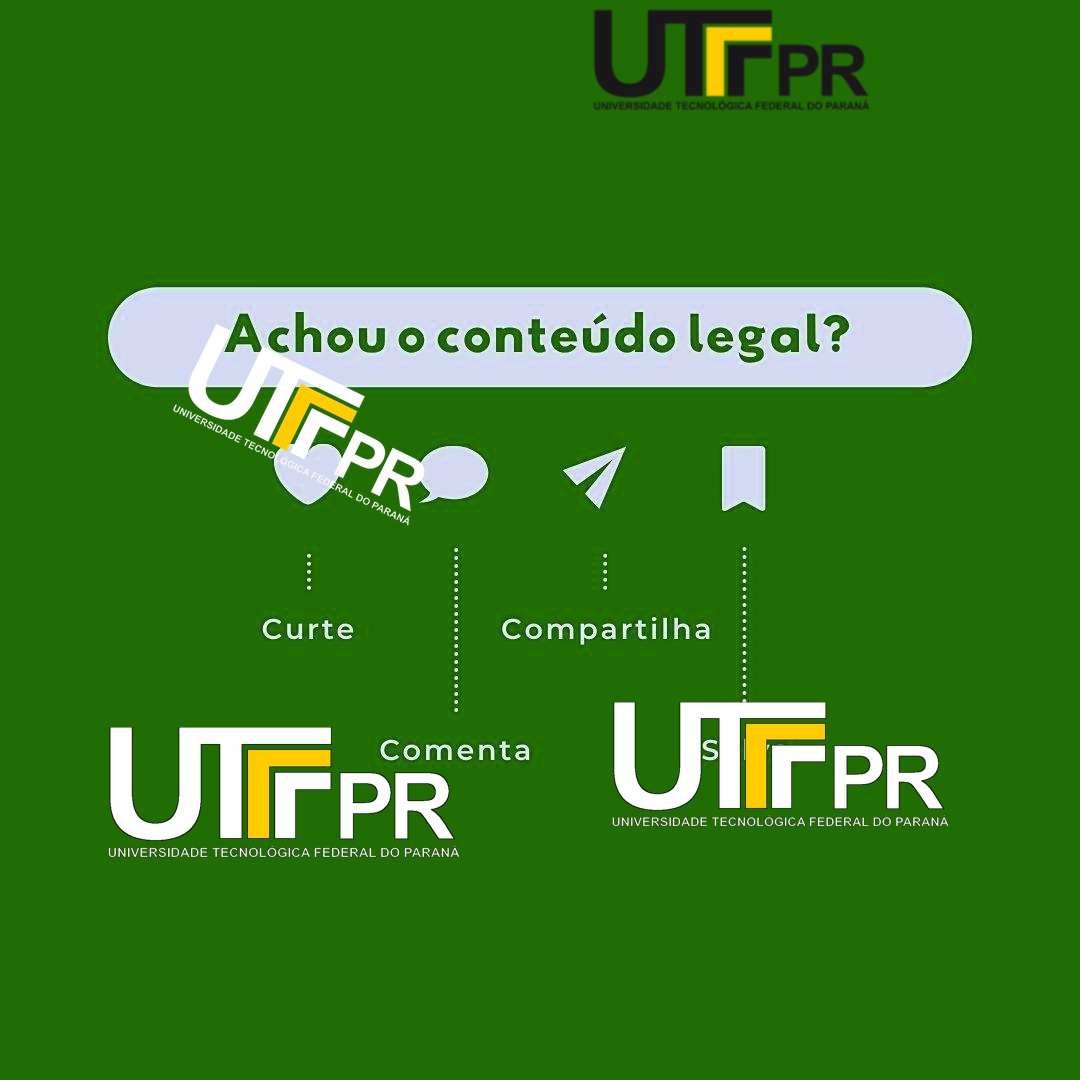 UTFPR
UNIVERSIDADE TECNOLÓGICA FEDERAL DO PARANÁ
Achou o conteúdo legal?
UTFPR
UNIVERSIDADE TECNOLÓGICA FEDERAL DO PARANÁ
Curte
Compartilha
Comenta
Salva
UTFPR
UNIVERSIDADE TECNOLÓGICA FEDERAL DO PARANÁ
UTFPR
UNIVERSIDADE TECNOLÓGICA FEDERAL DO PARANÁ